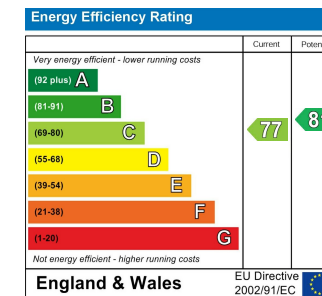 Energy Efficiency Rating
Current
Very energy efficient - lower running costs
(92 plus) A
(81-91) B
(69-80) C
77
(55-68) D
(39-54) E
(21-38) F
(1-20) G
Not energy efficient - higher running costs
England & Wales
EU Directive
2002/91/EC